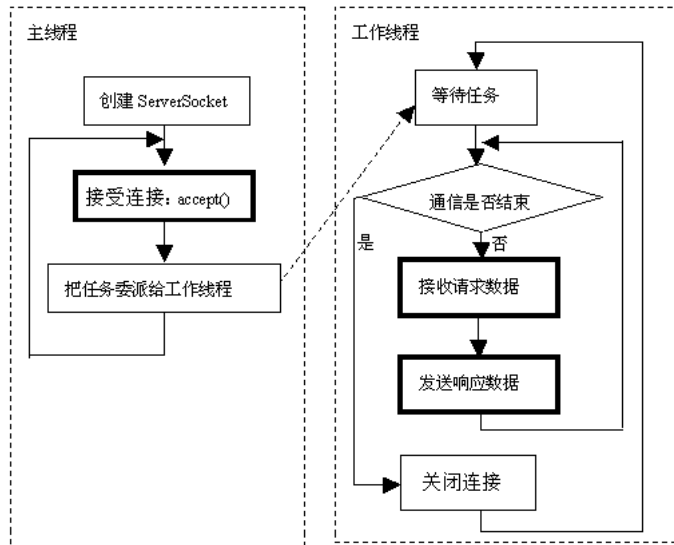 主线程
创建 ServerSocket
接受连接：accept()
把任务委派给工作线程
工作线程
等待任务
通信是否结束
是
否
接收请求数据
发送响应数据
关闭连接